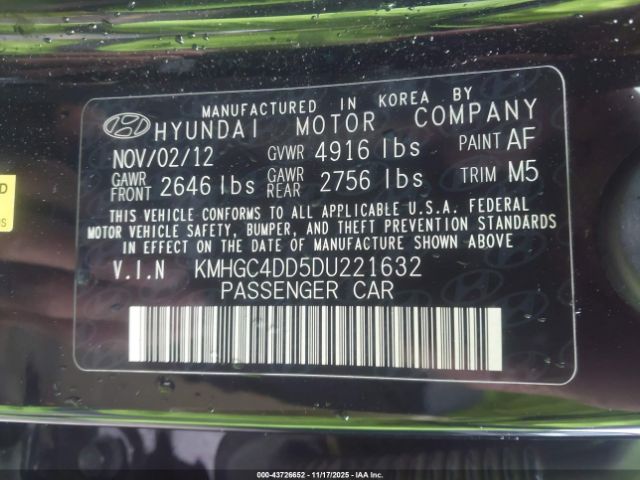 MANUFACTURED IN KOREA BY
HYUNDAI MOTOR COMPANY
NOV/02/12 GVWR 4916 lbs PAINT AF
GAWR FRONT 2646 lbs GAWR REAR 2756 lbs TRIM M5
THIS VEHICLE CONFORMS TO ALL APPLICABLE U.S.A. FEDERAL
MOTOR VEHICLE SAFETY, BUMPER, AND THEFT PREVENTION STANDARDS
IN EFFECT ON THE DATE OF MANUFACTURE SHOWN ABOVE
V.I.N KMHGC4DD5DU221632
PASSENGER CAR
D
S
000-43726652 - 11/17/2025 - Copart.com